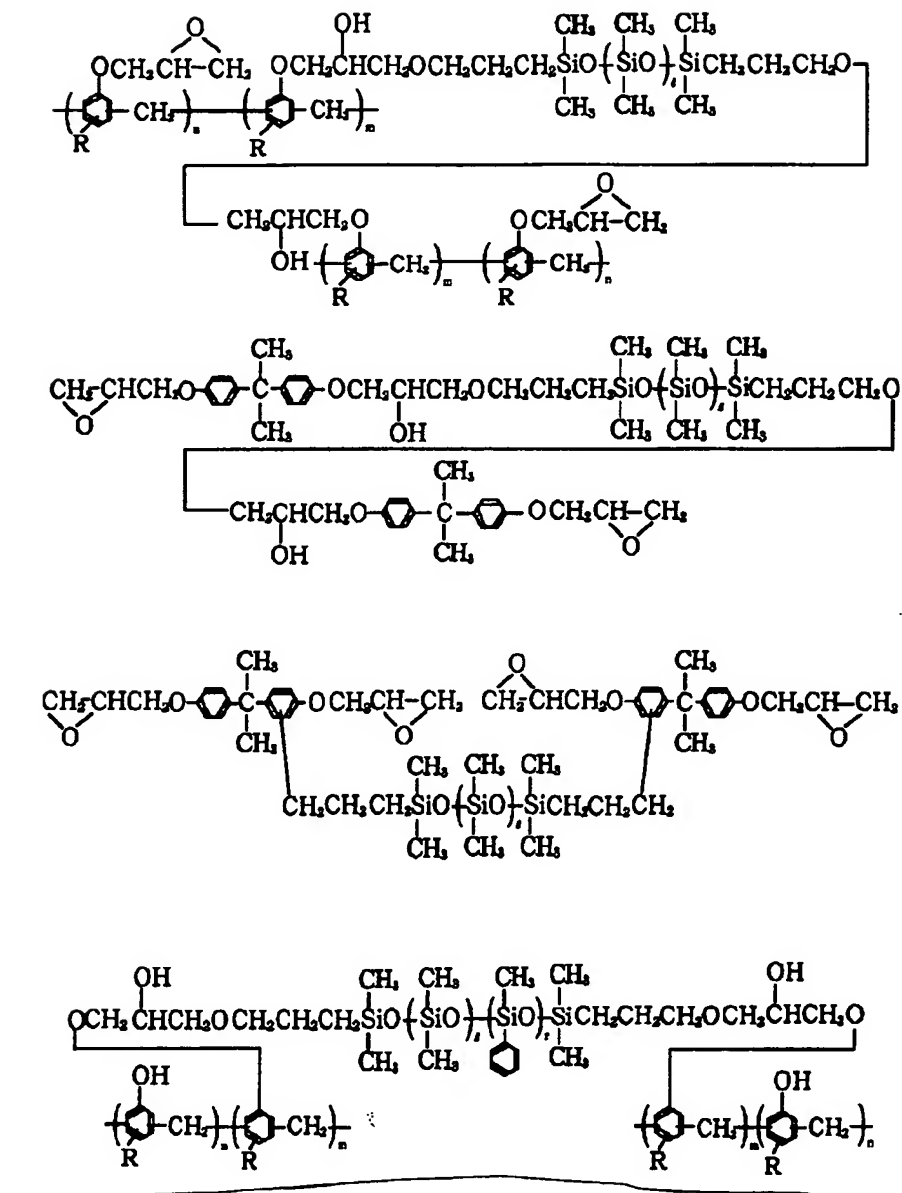 O OH CH₃ CH₃ CH₃
OCH₂CH–CH₂ OCH₂CHCH₂OCH₂CH₂CH₂SiO–(SiO)–SiCH₂CH₂CH₂O
–( –CH₂)ₙ –( –CH₂)ₘ CH₃ CH₃ CH₃
R R
O
CH₂CHCH₂O OCH₂CH–CH₂
OH –( –CH₂)ₘ –( –CH₂)ₙ
R R
CH₃ CH₃ CH₃ CH₃
CH₂–CHCH₂O– –C– –OCH₂CHCH₂OCH₂CH₂CH₂SiO–(SiO)–SiCH₂CH₂CH₂O
O CH₃ OH CH₃ CH₃ CH₃
CH₃
CH₂CHCH₂O– –C– –OCH₂CH–CH₂
OH CH₃ O
CH₃ O CH₃
CH₂–CHCH₂O– –C– –OCH₂CH–CH₂ CH₂–CHCH₂O– –C– –OCH₂CH–CH₂
O CH₃ O CH₃ O
CH₃ CH₃ CH₃
CH₂CH₂CH₂SiO–(SiO)–SiCH₂CH₂CH₂
CH₃ CH₃ CH₃
OH CH₃ CH₃ CH₃ CH₃ OH
OCH₂CHCH₂OCH₂CH₂CH₂SiO–(SiO)–(SiO)–SiCH₂CH₂CH₂OCH₂CHCH₂O
CH₃ CH₃ CH₃
OH OH
–( –CH₂)ₙ( –CH₂)ₘ –( –CH₂)ₘ( –CH₂)ₙ
R R R R